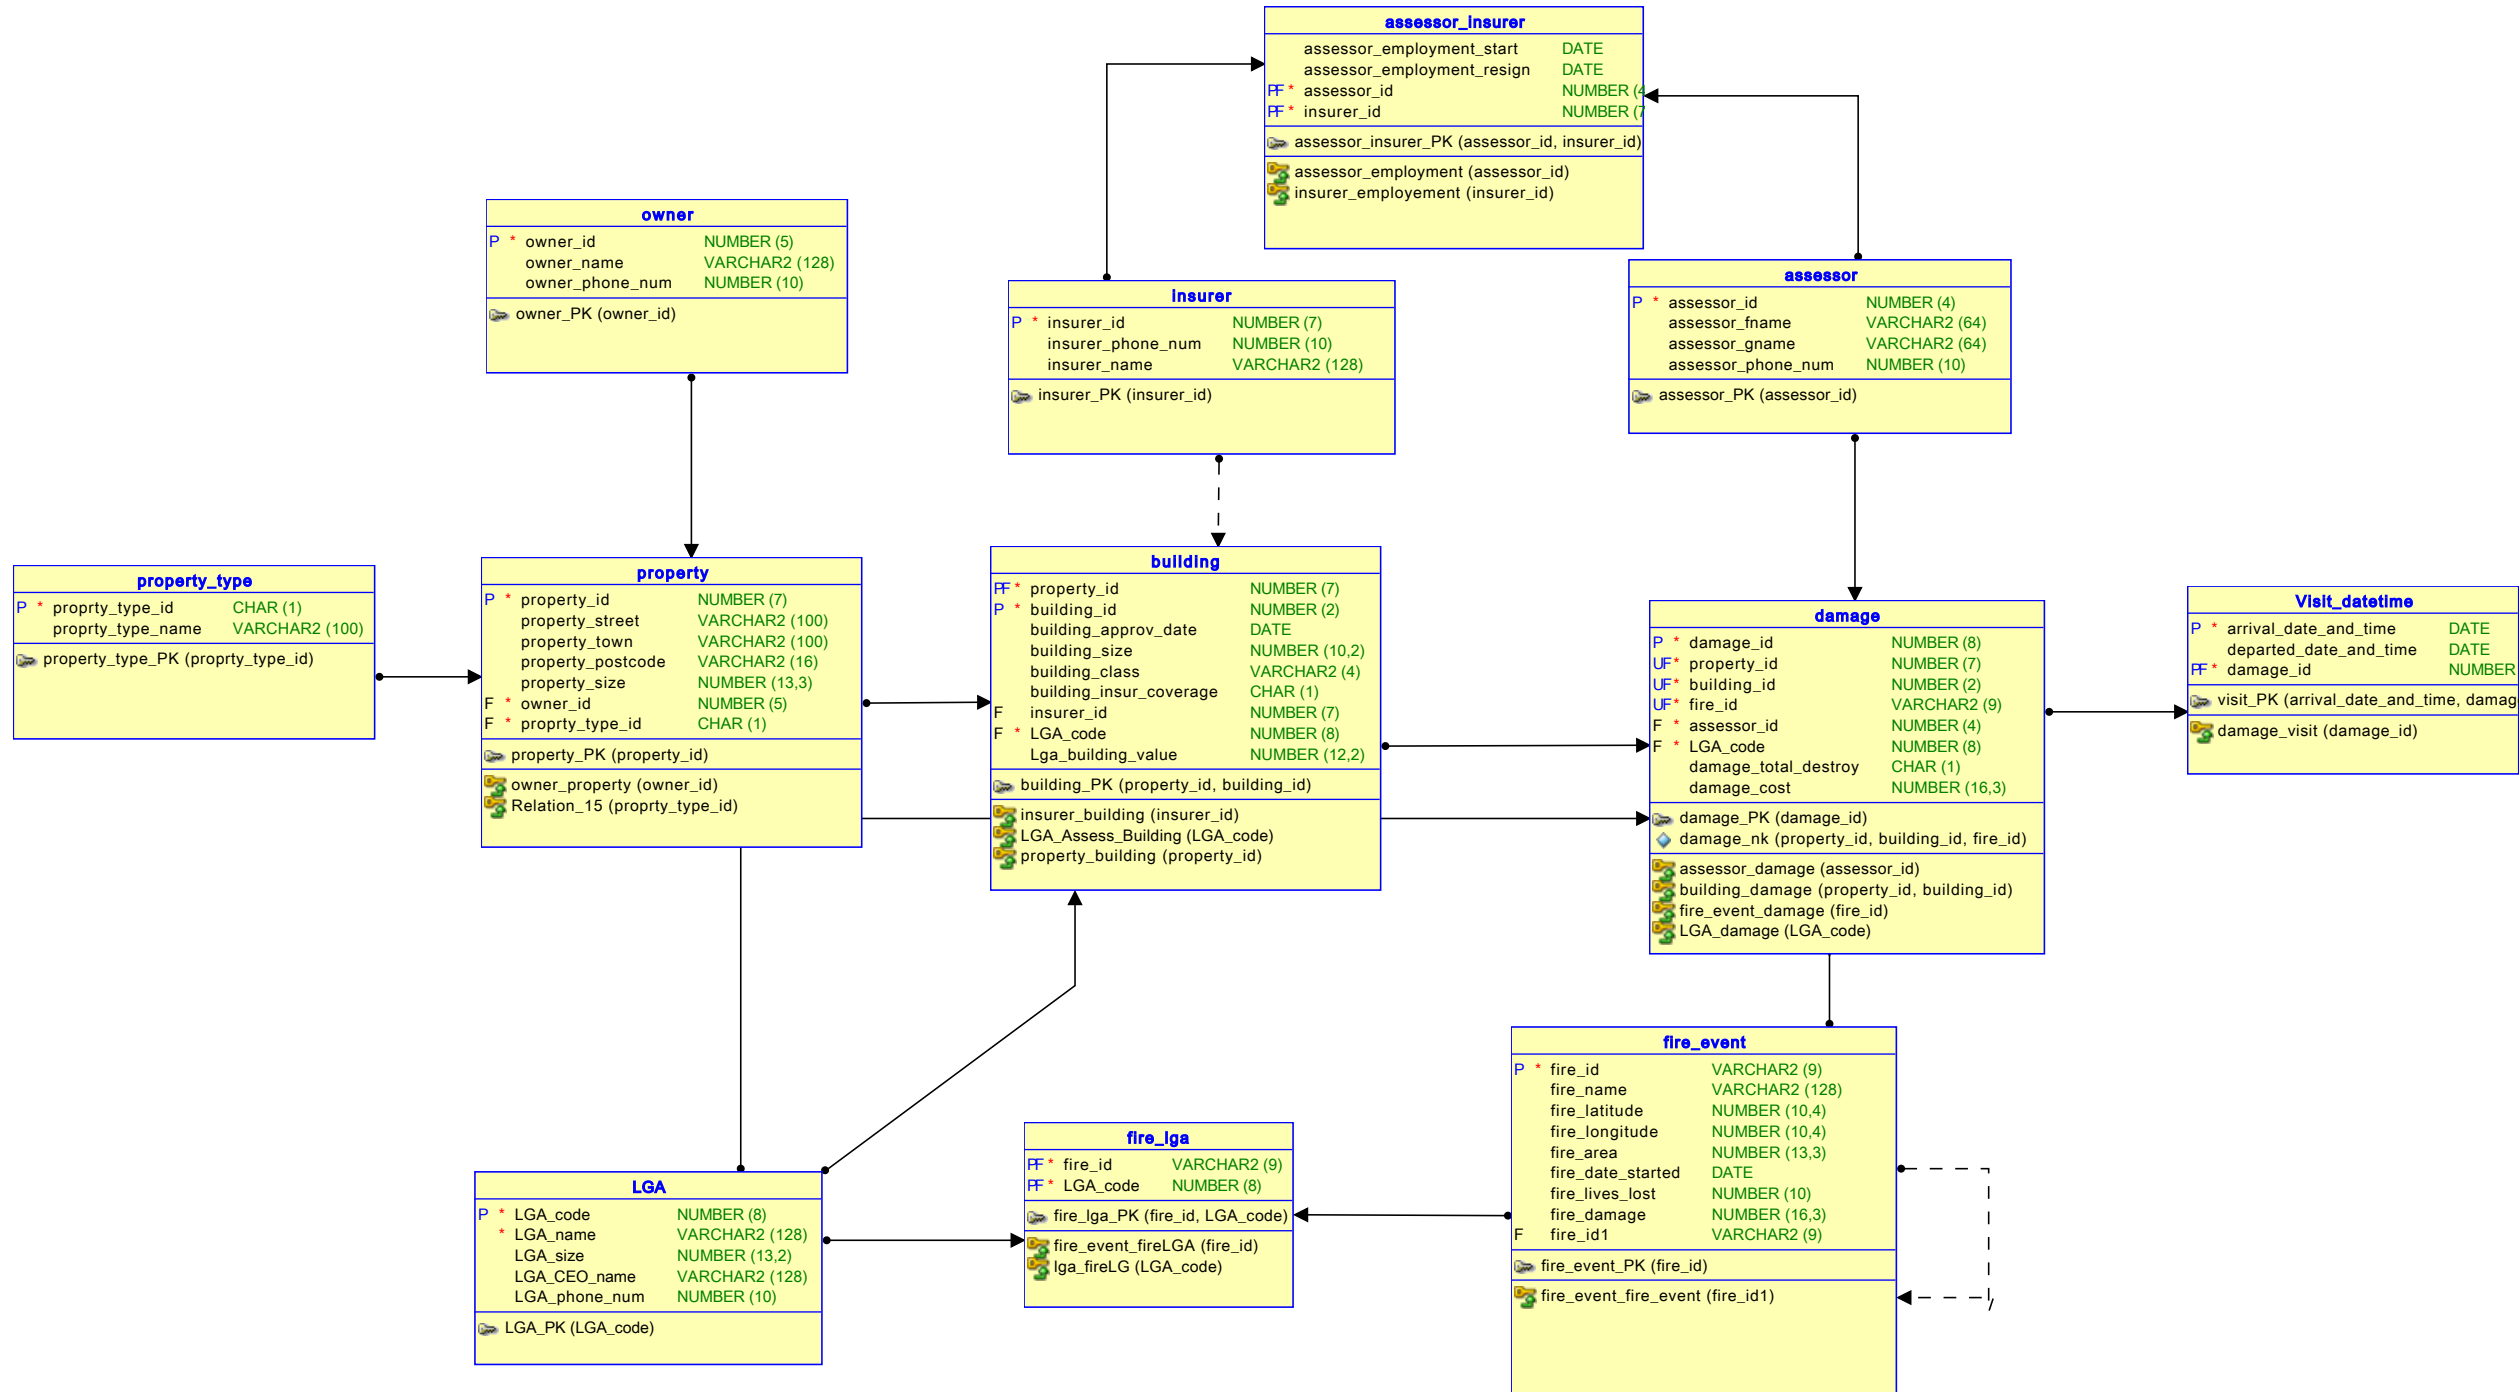 assessor_insurer
assessor_employment_start DATE
assessor_employment_resign DATE
PF * assessor_id NUMBER (4
PF * insurer_id NUMBER (7
assessor_insurer_PK (assessor_id, insurer_id)
assessor_employment (assessor_id)
insurer_employement (insurer_id)
owner
P * owner_id NUMBER (5)
owner_name VARCHAR2 (128)
owner_phone_num NUMBER (10)
owner_PK (owner_id)
insurer
P * insurer_id NUMBER (7)
insurer_phone_num NUMBER (10)
insurer_name VARCHAR2 (128)
insurer_PK (insurer_id)
assessor
P * assessor_id NUMBER (4)
assessor_fname VARCHAR2 (64)
assessor_gname VARCHAR2 (64)
assessor_phone_num NUMBER (10)
assessor_PK (assessor_id)
property_type
P * proprty_type_id CHAR (1)
proprty_type_name VARCHAR2 (100)
property_type_PK (proprty_type_id)
property
P * property_id NUMBER (7)
property_street VARCHAR2 (100)
property_town VARCHAR2 (100)
property_postcode VARCHAR2 (16)
property_size NUMBER (13,3)
F * owner_id NUMBER (5)
F * proprty_type_id CHAR (1)
property_PK (property_id)
owner_property (owner_id)
Relation_15 (proprty_type_id)
building
PF * property_id NUMBER (7)
P * building_id NUMBER (2)
building_approv_date DATE
building_size NUMBER (10,2)
building_class VARCHAR2 (4)
building_insur_coverage CHAR (1)
F insurer_id NUMBER (7)
F * LGA_code NUMBER (8)
Lga_building_value NUMBER (12,2)
building_PK (property_id, building_id)
insurer_building (insurer_id)
LGA_Assess_Building (LGA_code)
property_building (property_id)
damage
P * damage_id NUMBER (8)
UF * property_id NUMBER (7)
UF * building_id NUMBER (2)
UF * fire_id VARCHAR2 (9)
F * assessor_id NUMBER (4)
F * LGA_code NUMBER (8)
damage_total_destroy CHAR (1)
damage_cost NUMBER (16,3)
damage_PK (damage_id)
damage_nk (property_id, building_id, fire_id)
assessor_damage (assessor_id)
building_damage (property_id, building_id)
fire_event_damage (fire_id)
LGA_damage (LGA_code)
Visit_datetime
P * arrival_date_and_time DATE
departed_date_and_time DATE
PF * damage_id NUMBER
visit_PK (arrival_date_and_time, damag
damage_visit (damage_id)
LGA
P * LGA_code NUMBER (8)
* LGA_name VARCHAR2 (128)
LGA_size NUMBER (13,2)
LGA_CEO_name VARCHAR2 (128)
LGA_phone_num NUMBER (10)
LGA_PK (LGA_code)
fire_lga
PF * fire_id VARCHAR2 (9)
PF * LGA_code NUMBER (8)
fire_lga_PK (fire_id, LGA_code)
fire_event_fireLGA (fire_id)
lga_fireLG (LGA_code)
fire_event
P * fire_id VARCHAR2 (9)
fire_name VARCHAR2 (128)
fire_latitude NUMBER (10,4)
fire_longitude NUMBER (10,4)
fire_area NUMBER (13,3)
fire_date_started DATE
fire_lives_lost NUMBER (10)
fire_damage NUMBER (16,3)
F fire_id1 VARCHAR2 (9)
fire_event_PK (fire_id)
fire_event_fire_event (fire_id1)